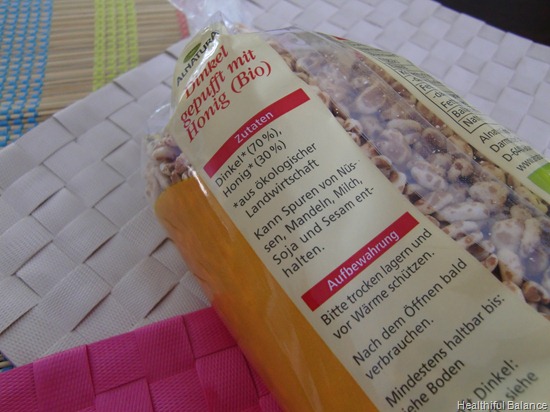 ALNATURA
Dinkel
gepufft mit
Honig (Bio)
Zutaten
Dinkel* (70%),
Honig* (30%)
*aus ökologischer
Landwirtschaft
Kann Spuren von Nüs-
sen, Mandeln, Milch,
Soja und Sesam ent-
halten.
Aufbewahrung
Bitte trocken lagern und
vor Wärme schützen.
Nach dem Öffnen bald
verbrauchen.
Mindestens haltbar bis:
siehe Boden
Dinkel:
siehe
Healthiful Balance